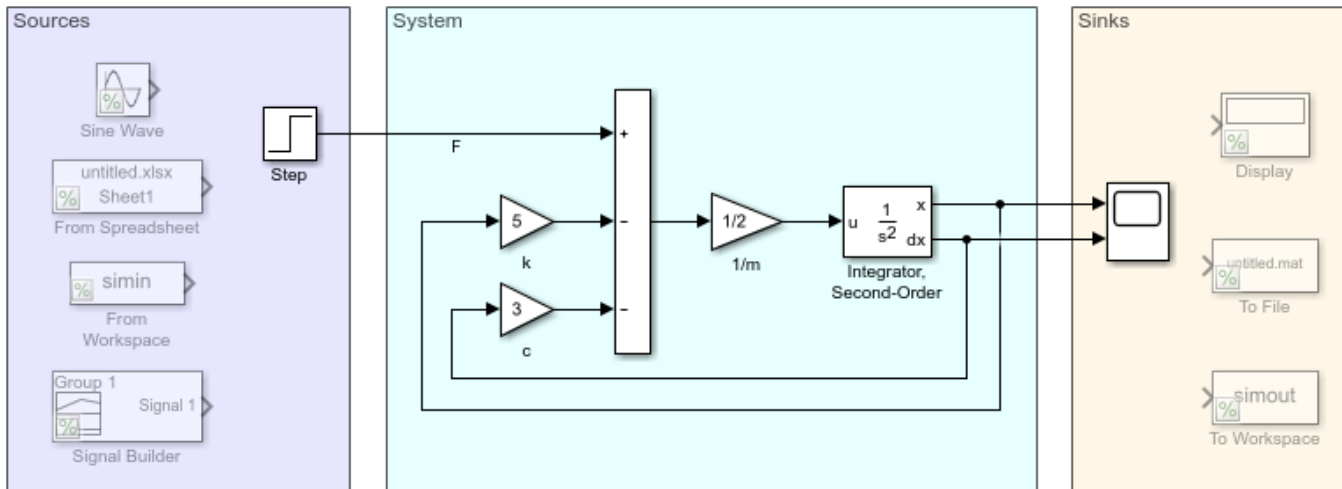 Sources
Sine Wave
untitled.xlsx
Sheet1
From Spreadsheet
simin
From
Workspace
Group 1
Signal 1
Signal Builder
Step
System
F
+
−
−
5
k
3
c
1/2
1/m
u
1
s2
x
dx
Integrator,
Second-Order
Sinks
Display
untitled.mat
To File
simout
To Workspace
%
%
%
%
%
%
%